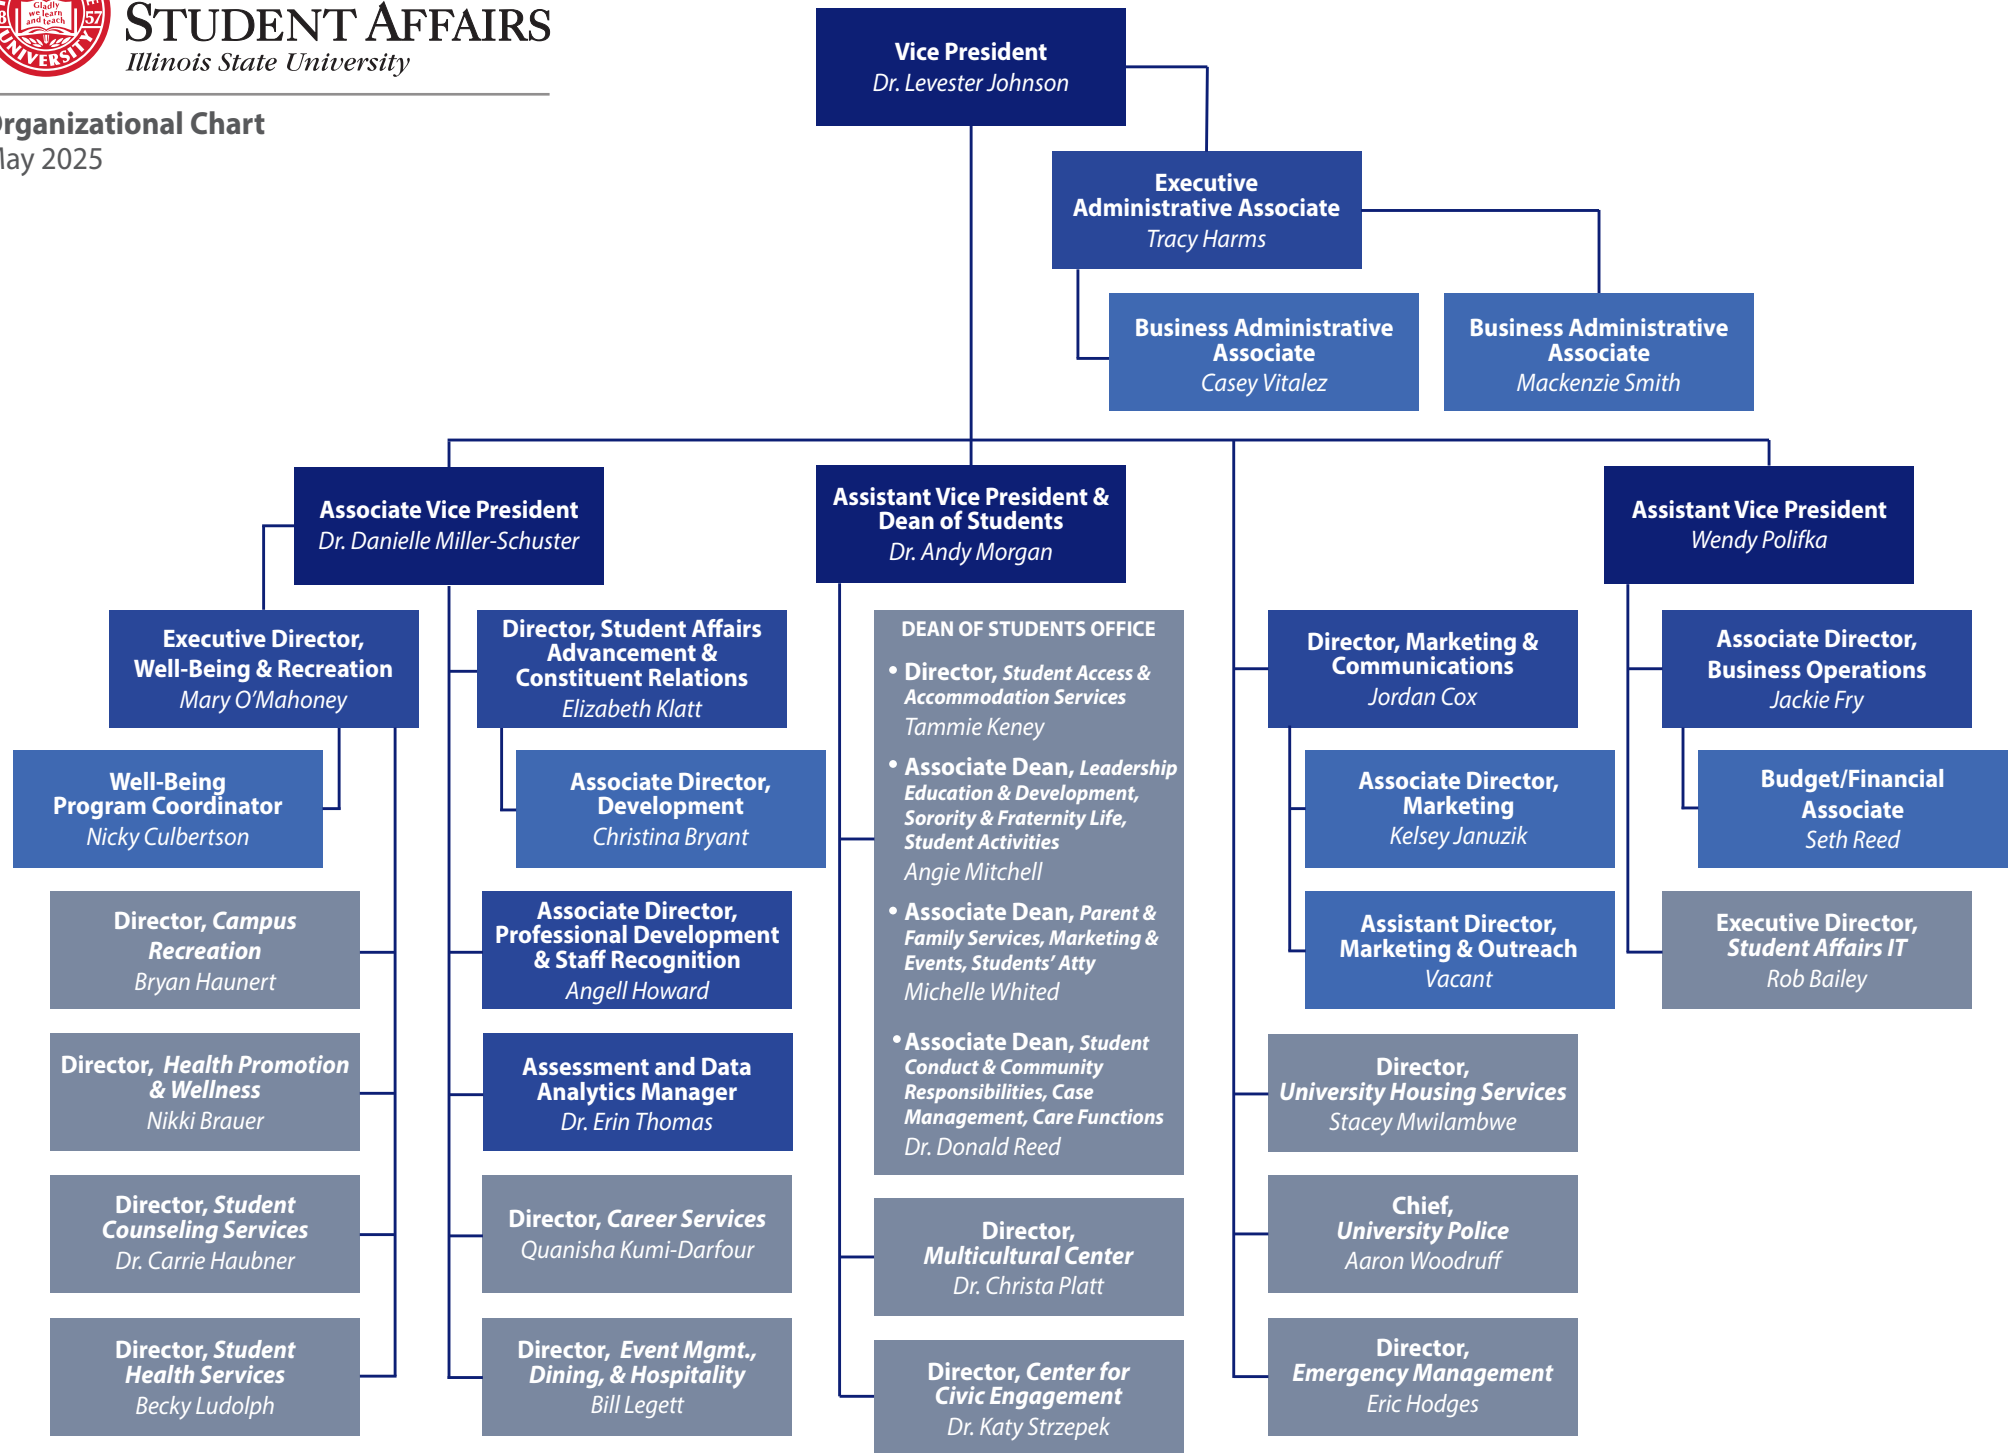 Gladly
we learn
and teach
57
UNIVERSITY
STUDENT AFFAIRS
Illinois State University
Organizational Chart
May 2025
Vice President
Dr. Levester Johnson
Executive
Administrative Associate
Tracy Harms
Business Administrative
Associate
Casey Vitalez
Business Administrative
Associate
Mackenzie Smith
Associate Vice President
Dr. Danielle Miller-Schuster
Assistant Vice President &
Dean of Students
Dr. Andy Morgan
Assistant Vice President
Wendy Polifka
Executive Director,
Well-Being & Recreation
Mary O’Mahoney
Well-Being
Program Coordinator
Nicky Culbertson
Director, Campus
Recreation
Bryan Haunert
Director, Health Promotion
& Wellness
Nikki Brauer
Director, Student
Counseling Services
Dr. Carrie Haubner
Director, Student
Health Services
Becky Ludolph
Director, Student Affairs
Advancement &
Constituent Relations
Elizabeth Klatt
Associate Director,
Development
Christina Bryant
Associate Director,
Professional Development
& Staff Recognition
Angell Howard
Assessment and Data
Analytics Manager
Dr. Erin Thomas
Director, Career Services
Quanisha Kumi-Darfour
Director, Event Mgmt.,
Dining, & Hospitality
Bill Legett
DEAN OF STUDENTS OFFICE
• Director, Student Access &
Accommodation Services
Tammie Keney
• Associate Dean, Leadership
Education & Development,
Sorority & Fraternity Life,
Student Activities
Angie Mitchell
• Associate Dean, Parent &
Family Services, Marketing &
Events, Students’ Atty
Michelle Whited
• Associate Dean, Student
Conduct & Community
Responsibilities, Case
Management, Care Functions
Dr. Donald Reed
Director,
Multicultural Center
Dr. Christa Platt
Director, Center for
Civic Engagement
Dr. Katy Strzepek
Director, Marketing &
Communications
Jordan Cox
Associate Director,
Marketing
Kelsey Januzik
Assistant Director,
Marketing & Outreach
Vacant
Director,
University Housing Services
Stacey Mwilambwe
Chief,
University Police
Aaron Woodruff
Director,
Emergency Management
Eric Hodges
Associate Director,
Business Operations
Jackie Fry
Budget/Financial
Associate
Seth Reed
Executive Director,
Student Affairs IT
Rob Bailey